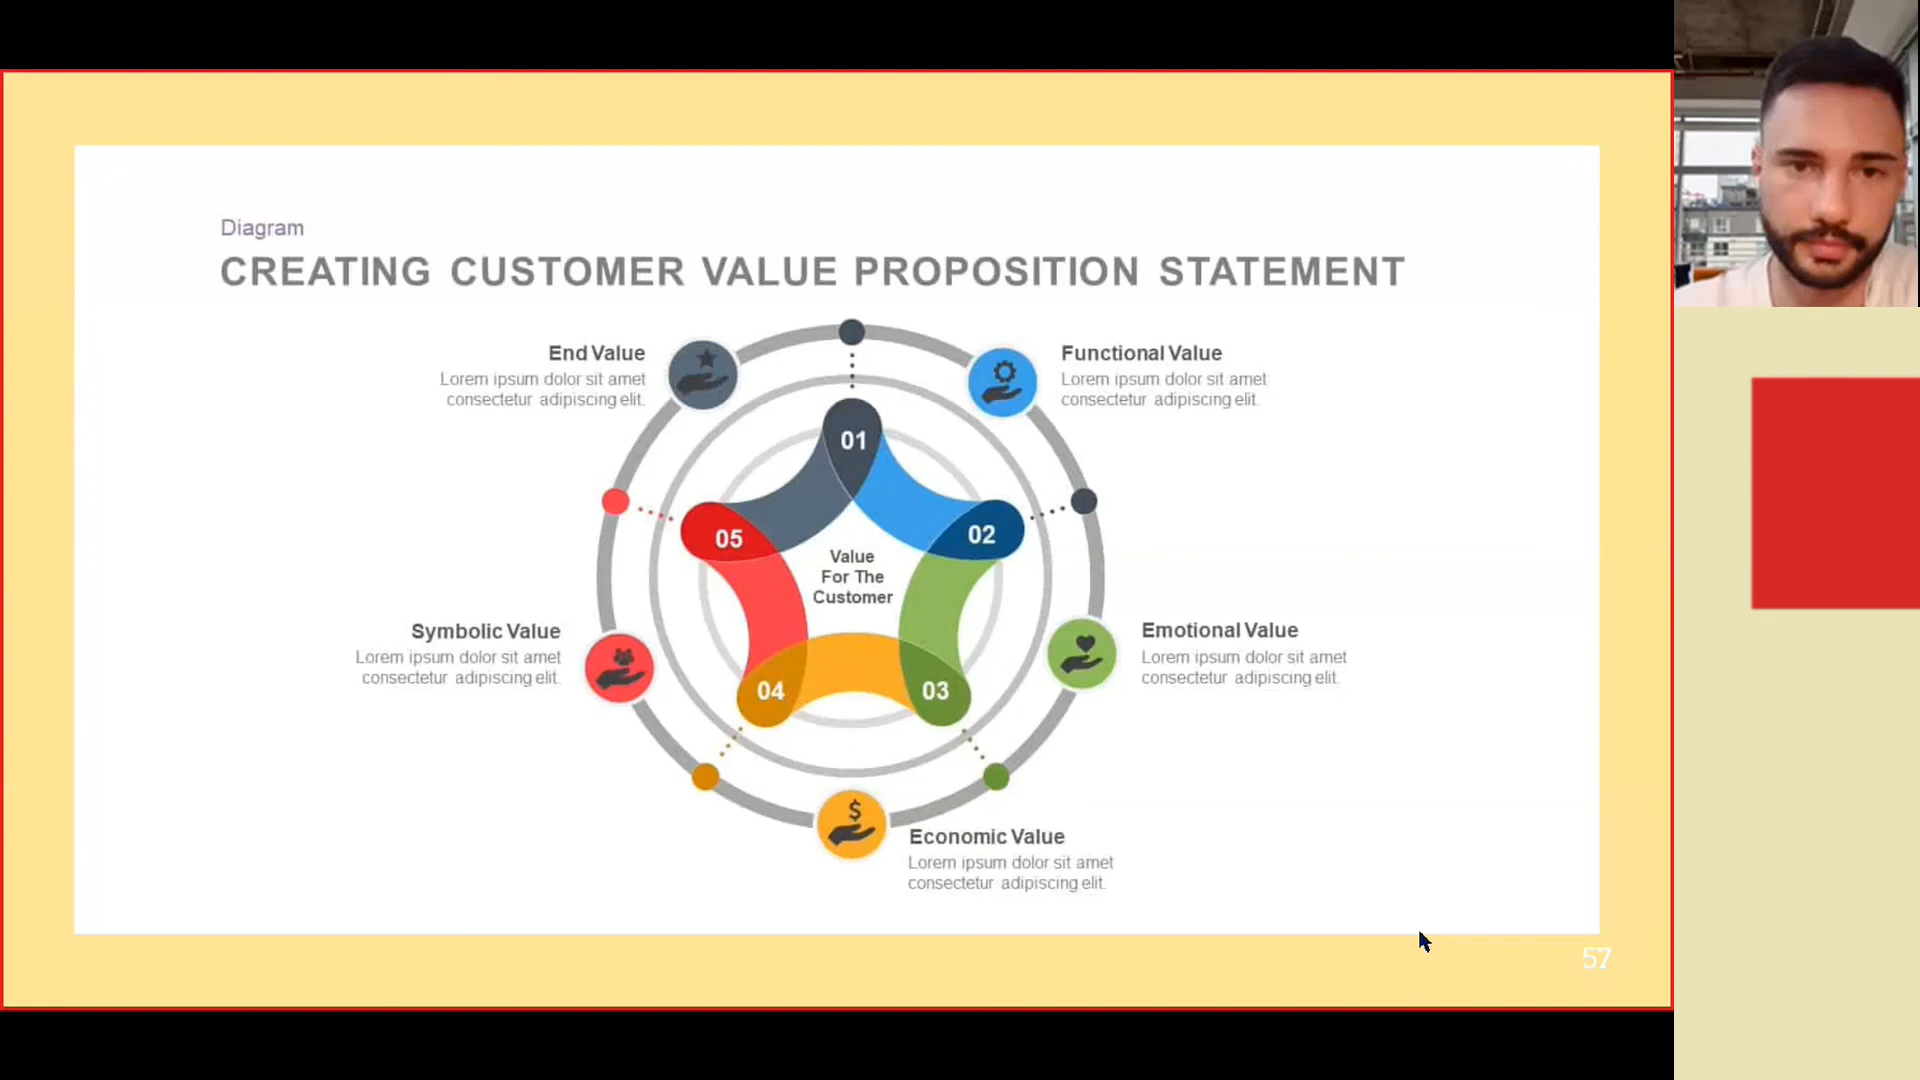 Diagram
CREATING CUSTOMER VALUE PROPOSITION STATEMENT
End Value
Lorem ipsum dolor sit amet
consectetur adipiscing elit.
Functional Value
Lorem ipsum dolor sit amet
consectetur adipiscing elit.
01
05
02
Value
For The
Customer
Symbolic Value
Lorem ipsum dolor sit amet
consectetur adipiscing elit.
Emotional Value
Lorem ipsum dolor sit amet
consectetur adipiscing elit.
04
03
$
Economic Value
Lorem ipsum dolor sit amet
consectetur adipiscing elit.
57